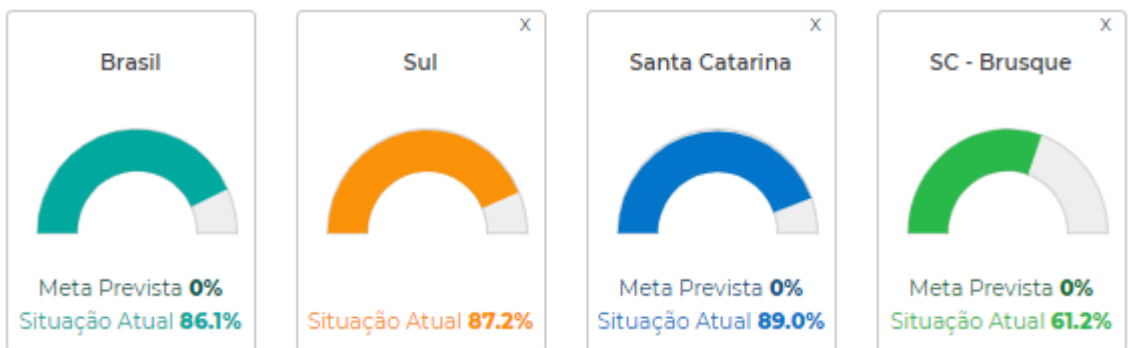 Brasil
Meta Prevista 0%
Situação Atual 86.1%
X
Sul
Situação Atual 87.2%
X
Santa Catarina
Meta Prevista 0%
Situação Atual 89.0%
X
SC - Brusque
Meta Prevista 0%
Situação Atual 61.2%